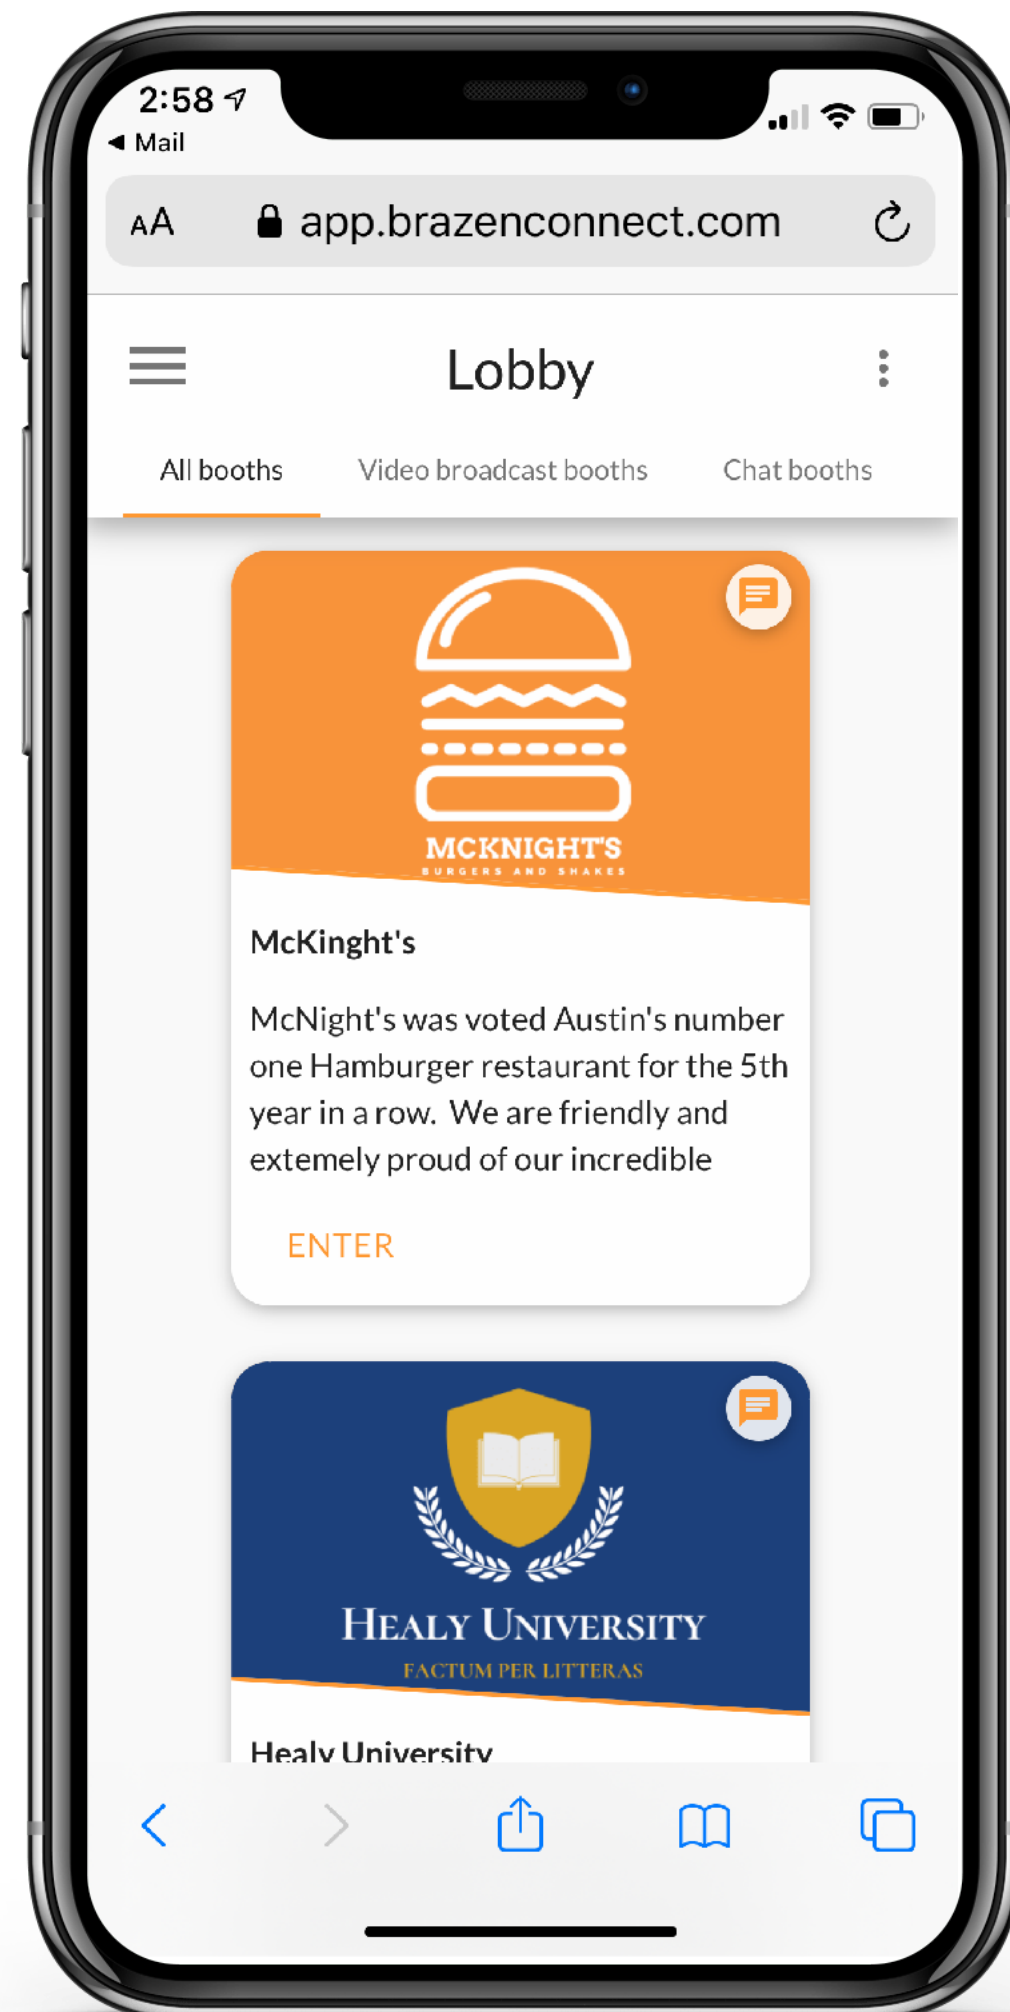 2:58
Mail
AA app.brazenconnect.com
Lobby
All booths Video broadcast booths Chat booths
MCKNIGHT'S
BURGERS AND SHAKES
McKinght's
McNight's was voted Austin's number
one Hamburger restaurant for the 5th
year in a row. We are friendly and
extemely proud of our incredible
ENTER
HEALY UNIVERSITY
FACTUM PER LITTERAS
Healy University